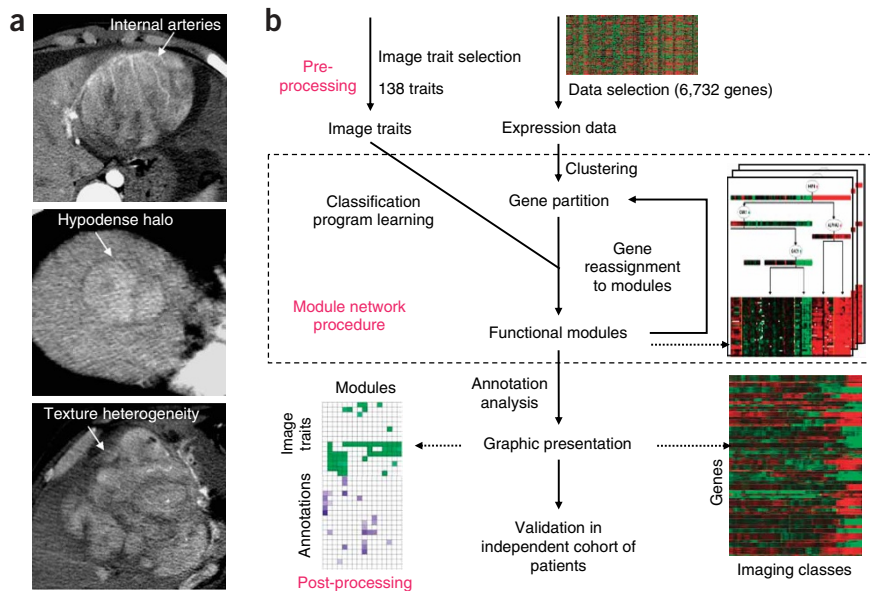 a
Internal arteries
Hypodense halo
Texture heterogeneity
b
Pre-
processing
Image trait selection
138 traits
Data selection (6,732 genes)
Image traits
Expression data
Clustering
Classification
program learning
Gene partition
Gene
reassignment
to modules
Module network
procedure
Functional modules
Annotation
analysis
Modules
Image
traits
Annotations
Graphic presentation
Genes
Validation in
independent cohort of
patients
Post-processing
Imaging classes